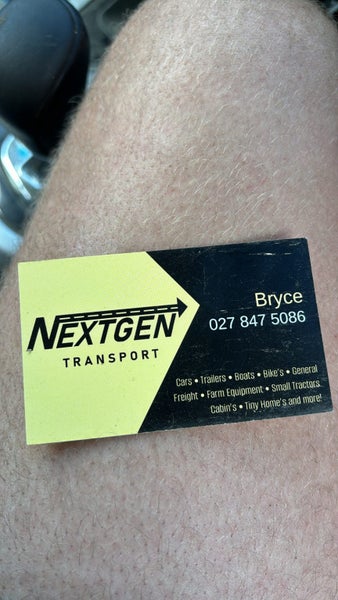 NEXTGEN
TRANSPORT
Bryce
027 847 5086
Cars • Trailers • Boats • Bike's • General
Freight • Farm Equipment • Small Tractors
Cabin's • Tiny Home's and more!